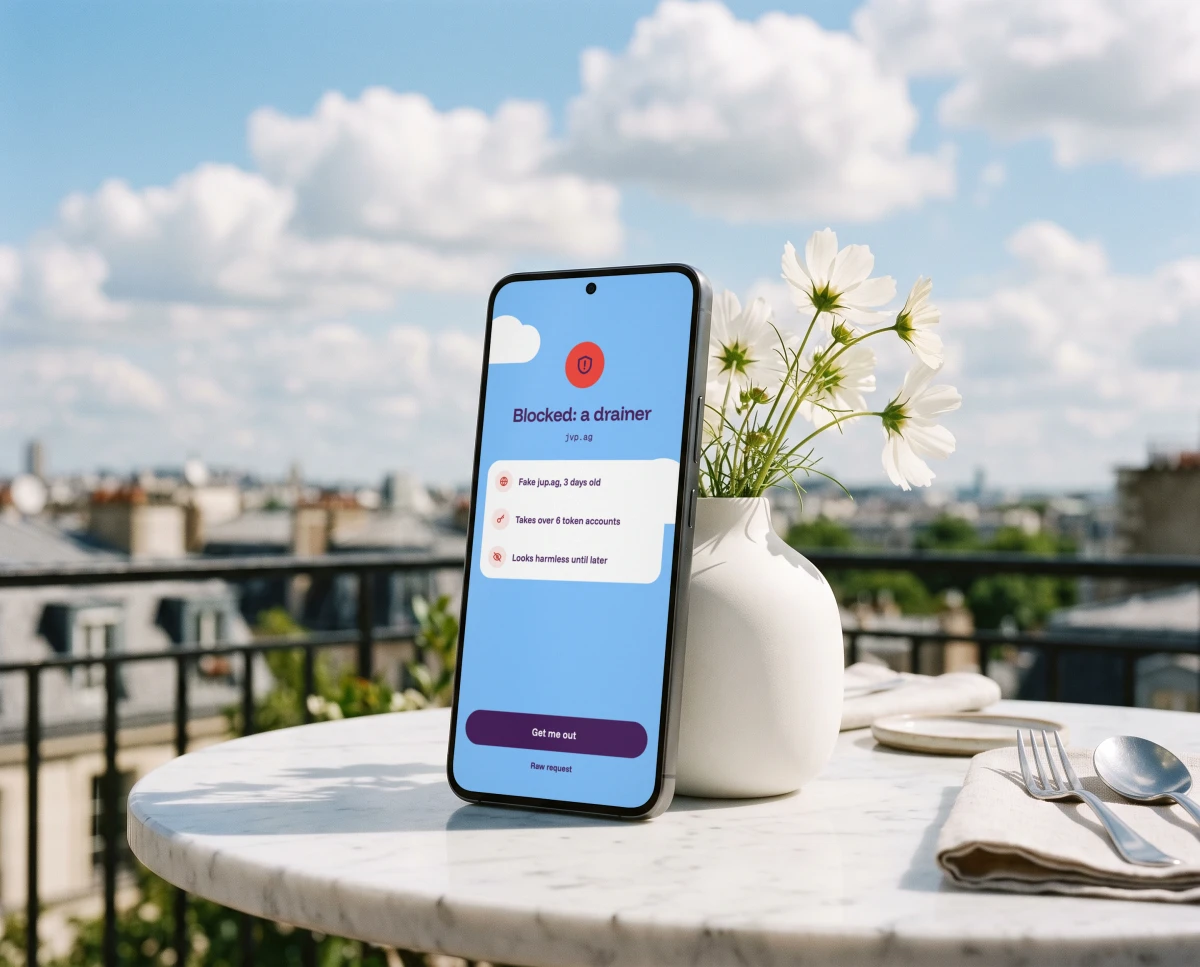 Blocked: a drainer
jvp.ag
Fake jup.ag, 3 days old
Takes over 6 token accounts
Looks harmless until later
Get me out
Raw request